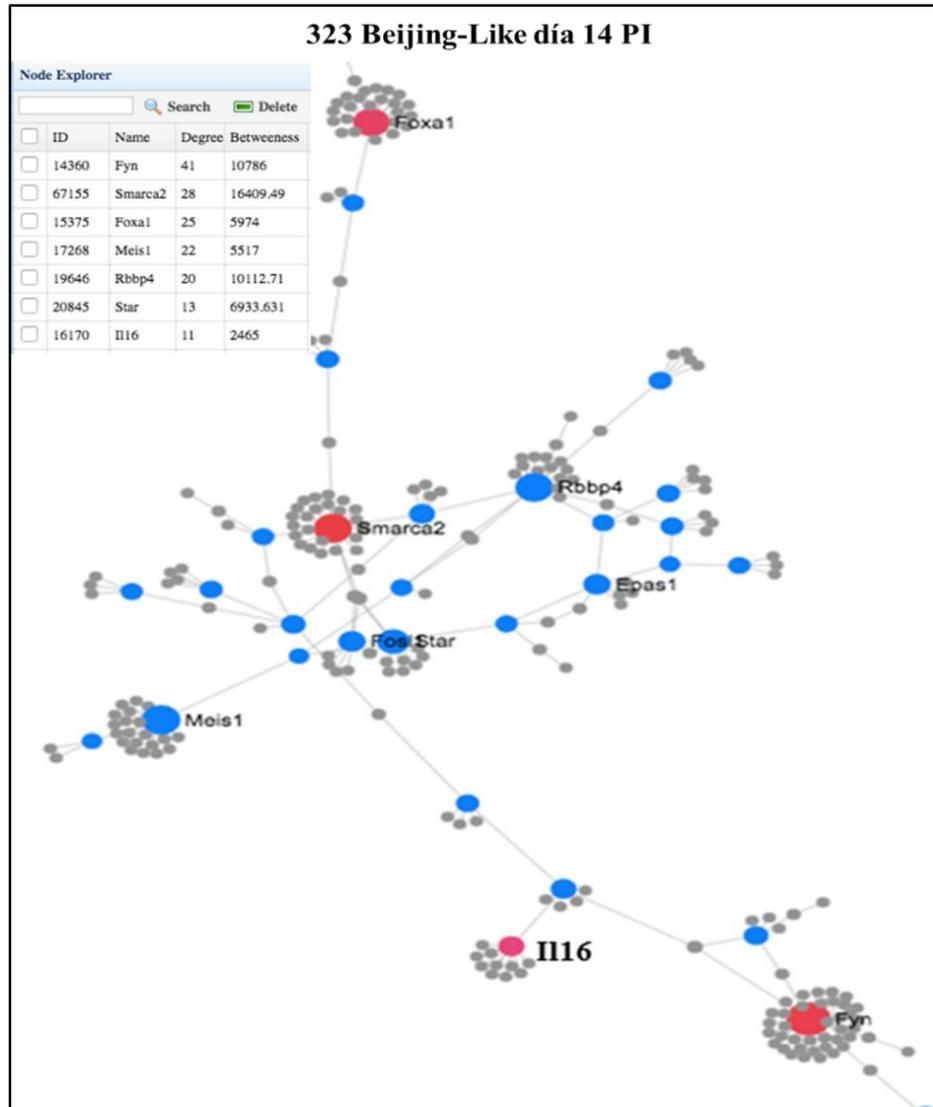 323 Beijing-Like día 14 PI
Node Explorer
Search Delete
ID Name Degree Betweeness
14360 Fyn 41 10786
67155 Smarca2 28 16409.49
15375 Foxa1 25 5974
17268 Meis1 22 5517
19646 Rbbp4 20 10112.71
20845 Star 13 6933.631
16170 Il16 11 2465
Foxa1
Rbbp4
Smarca2
Epas1
Fosl1 Star
Meis1
Il16
Fyn